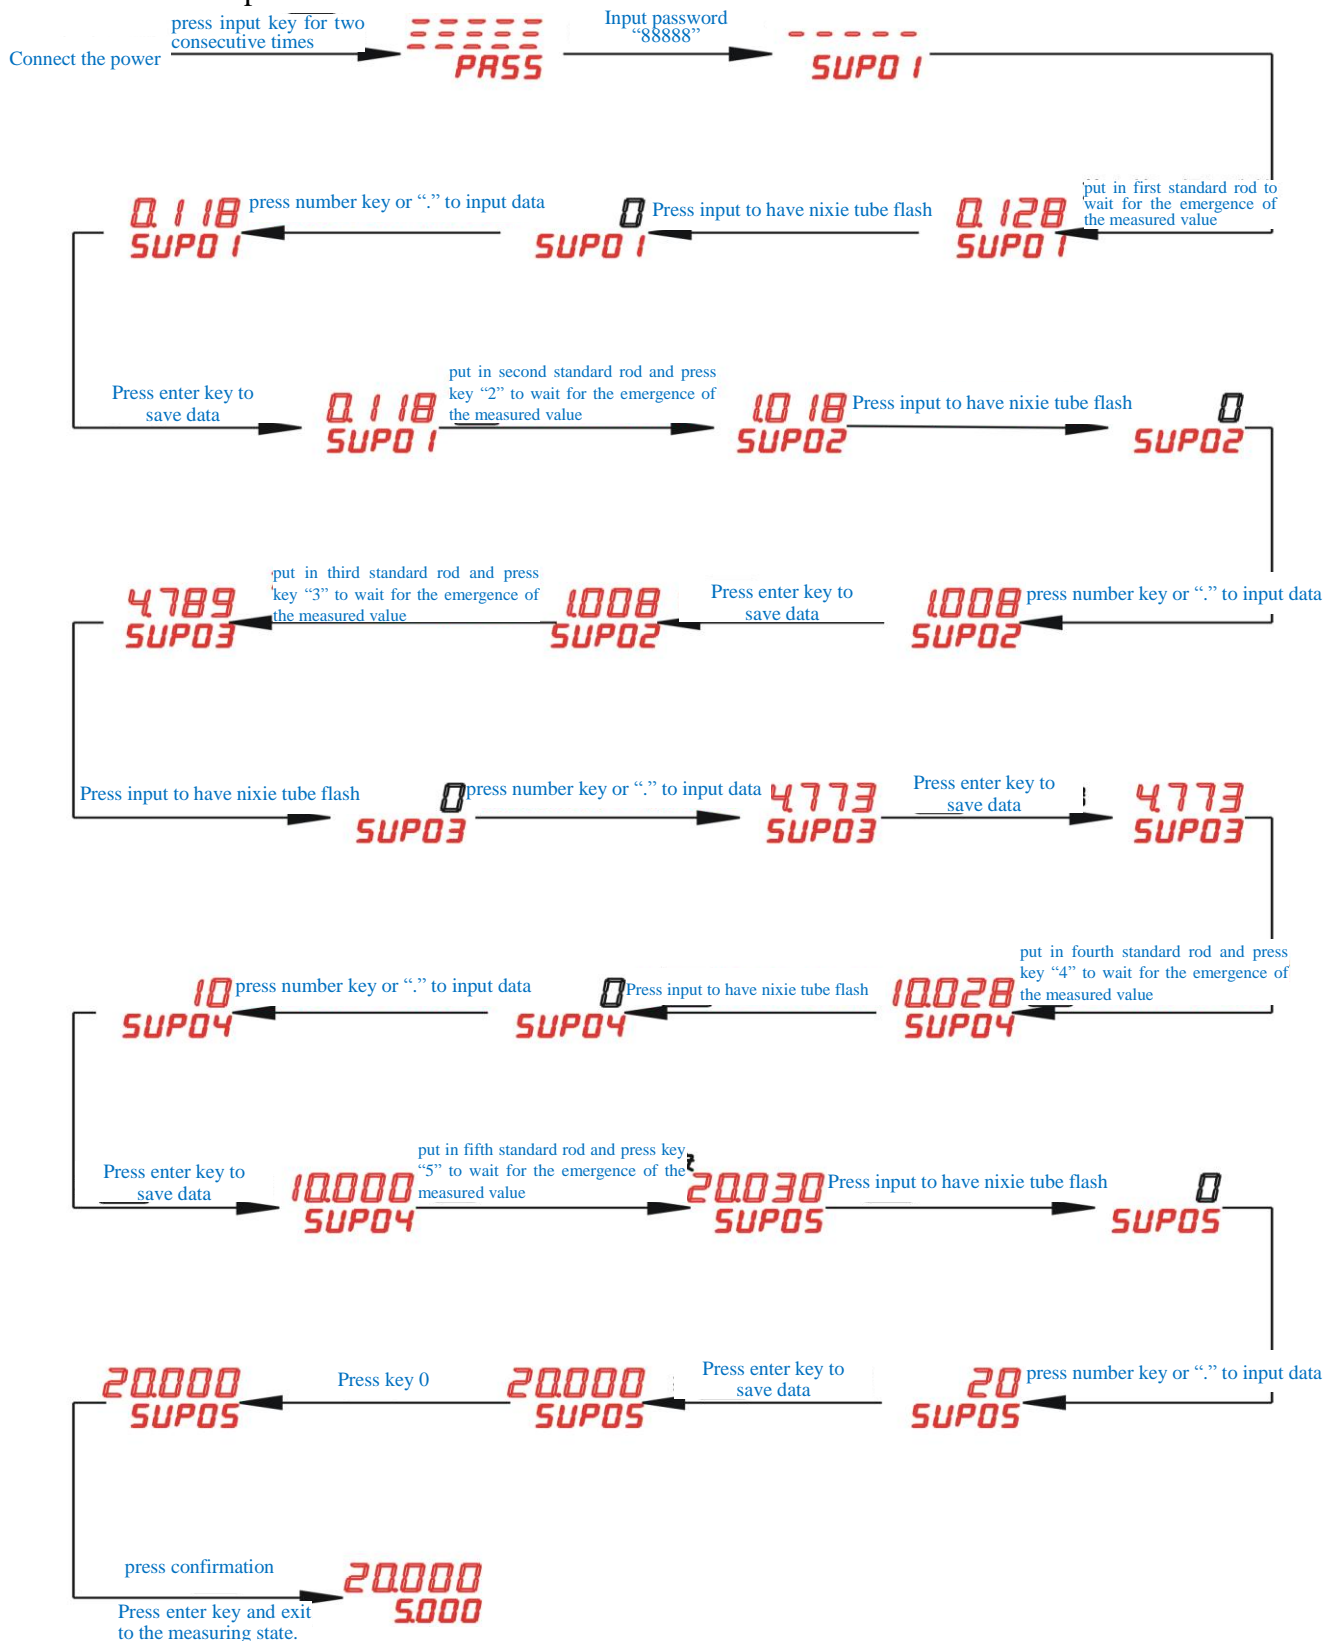 press input key for two
consecutive times
Connect the power
PASS
Input password
“88888”
- - - - -
SUP01
put in first standard rod to
wait for the emergence of
the measured value
0.128
SUP01
Press input to have nixie tube flash
0
SUP01
press number key or “.” to input data
0.118
SUP01
Press enter key to
save data
0.118
SUP01
put in second standard rod and press
key “2” to wait for the emergence of
the measured value
1.018
SUP02
Press input to have nixie tube flash
0
SUP02
press number key or “.” to input data
1.008
SUP02
Press enter key to
save data
1.008
SUP02
put in third standard rod and press
key “3” to wait for the emergence of
the measured value
4.789
SUP03
Press input to have nixie tube flash
0
SUP03
press number key or “.” to input data
4.773
SUP03
Press enter key to
save data
4.773
SUP03
put in fourth standard rod and press
key “4” to wait for the emergence of
the measured value
10.028
SUP04
Press input to have nixie tube flash
0
SUP04
press number key or “.” to input data
10
SUP04
Press enter key to
save data
10.000
SUP04
put in fifth standard rod and press key
“5” to wait for the emergence of the
measured value
20.030
SUP05
Press input to have nixie tube flash
0
SUP05
press number key or “.” to input data
20
SUP05
Press enter key to
save data
20.000
SUP05
Press key 0
20.000
SUP05
press confirmation
Press enter key and exit
to the measuring state.
20.000
5.000